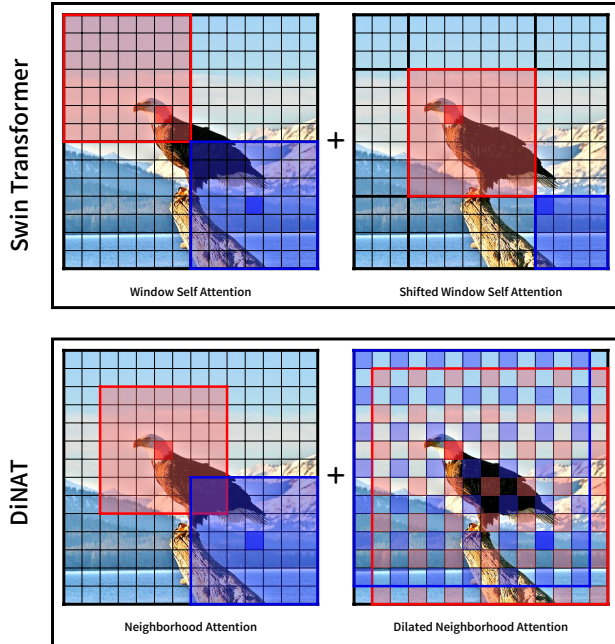 Swin Transformer
+
Window Self Attention
Shifted Window Self Attention
DiNAT
+
Neighborhood Attention
Dilated Neighborhood Attention